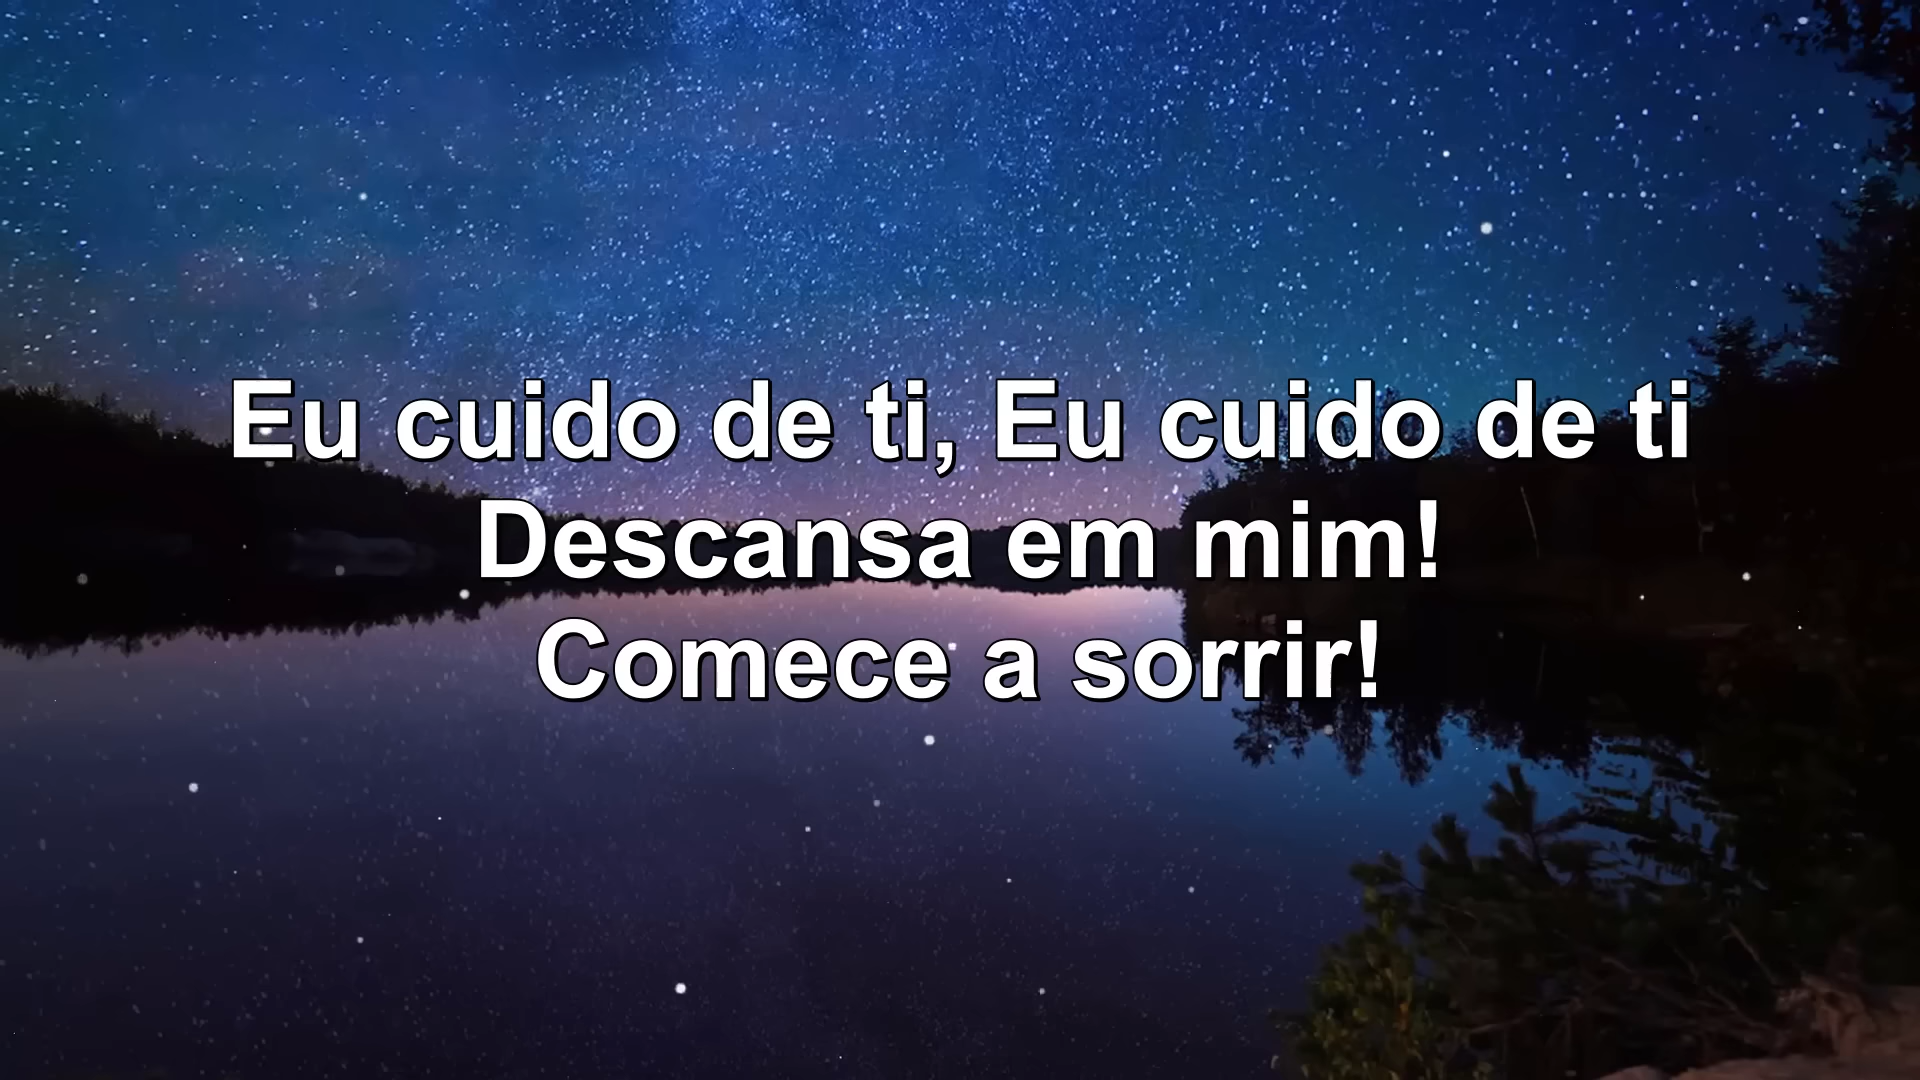 Eu cuido de ti, Eu cuido de ti
Descansa em mim!
Comece a sorrir!